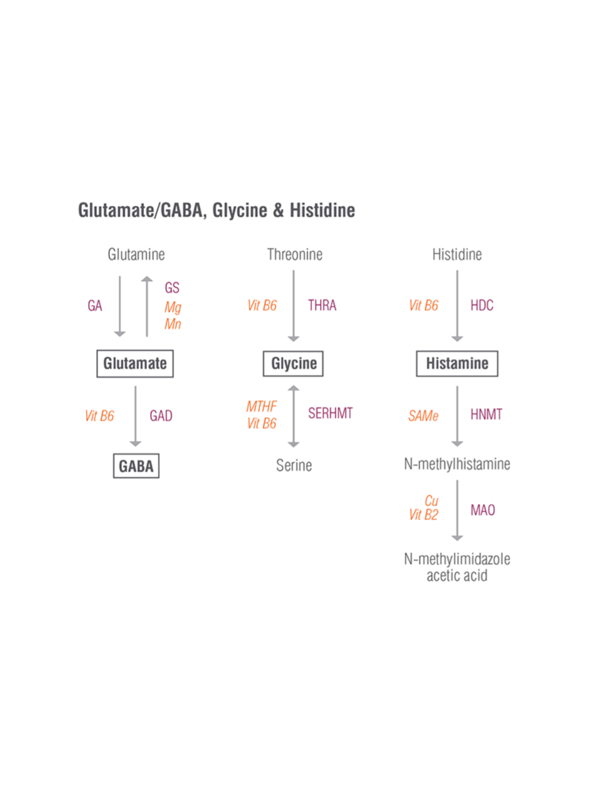 Glutamate/GABA, Glycine & Histidine
Glutamine
GA
GS
Mg
Mn
Glutamate
Vit B6
GAD
GABA
Threonine
Vit B6
THRA
Glycine
MTHF
Vit B6
SERHMT
Serine
Histidine
Vit B6
HDC
Histamine
SAMe
HNMT
N-methylhistamine
Cu
Vit B2
MAO
N-methylimidazole
acetic acid